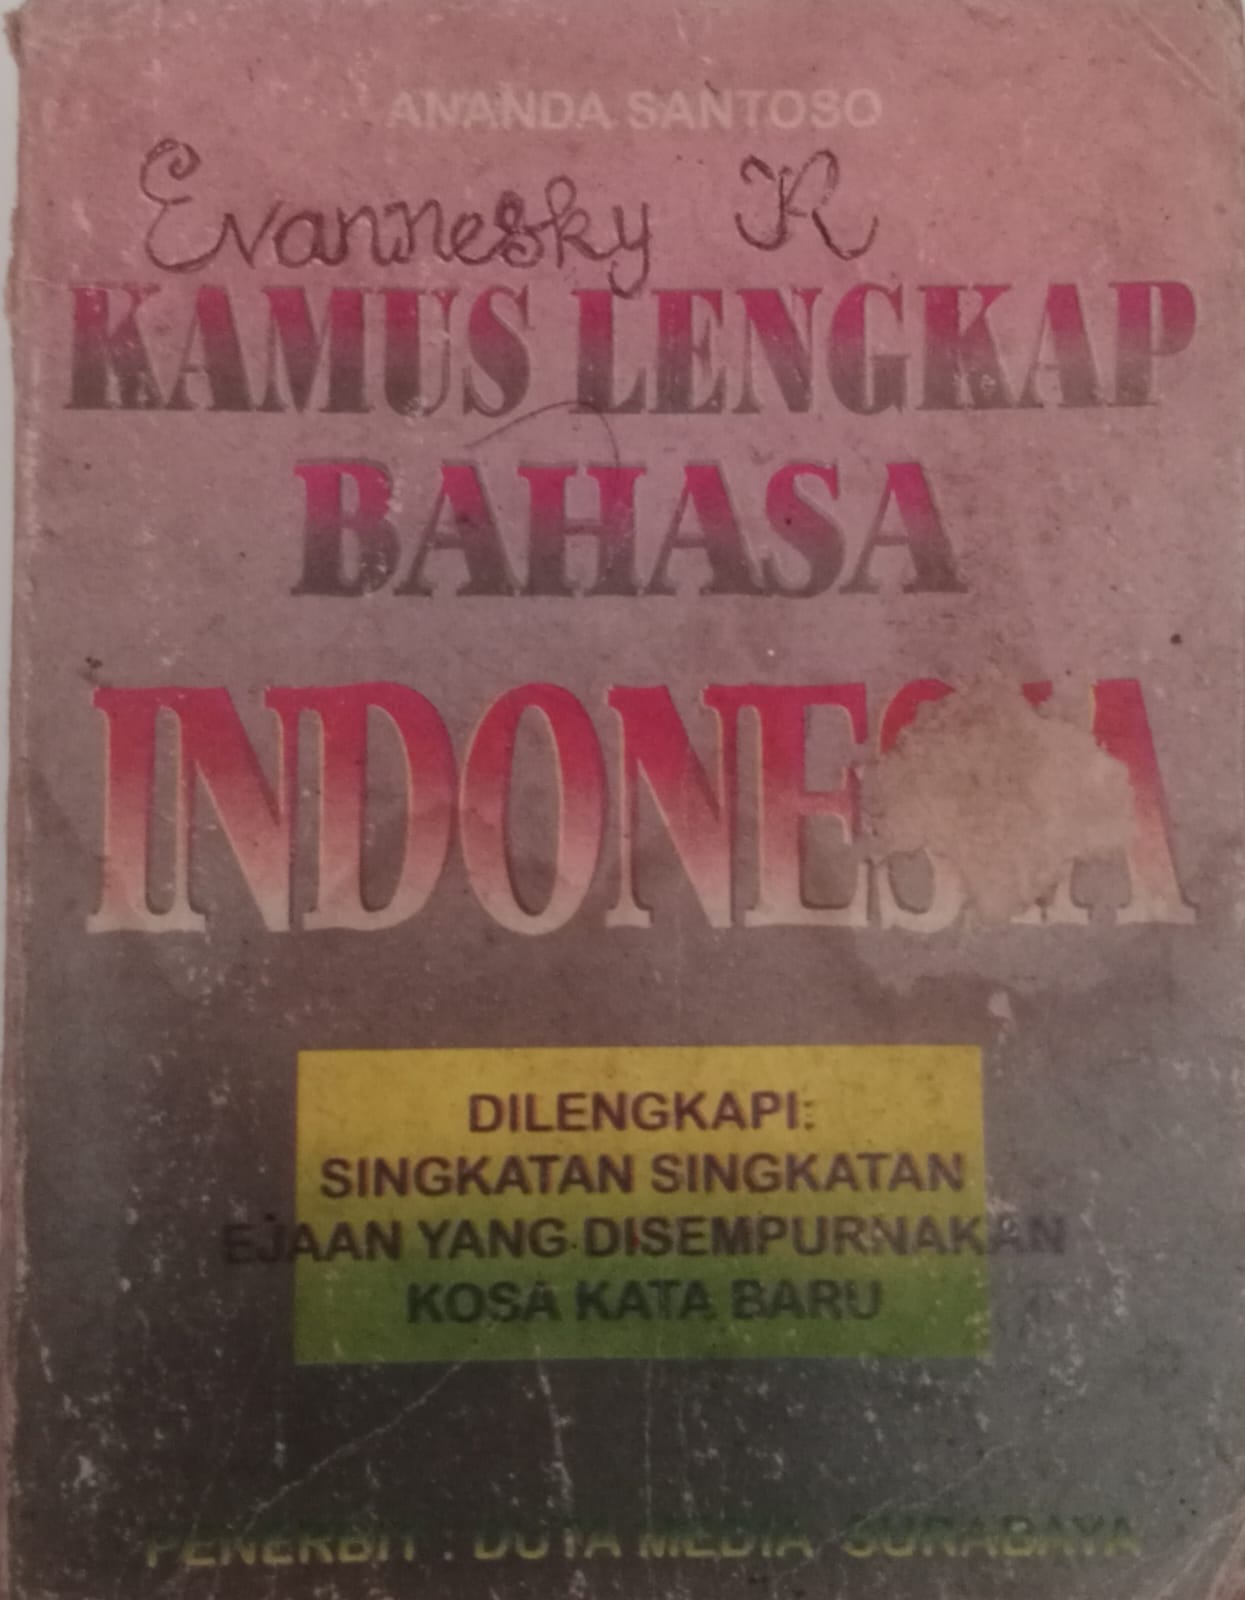 ANANDA SANTOSO
Evannesky R
KAMUS LENGKAP
BAHASA
INDONESIA
DILENGKAPI:
SINGKATAN SINGKATAN
EJAAN YANG DISEMPURNAKAN
KOSA KATA BARU
PENERBIT : DUTA MEDIA SURABAYA